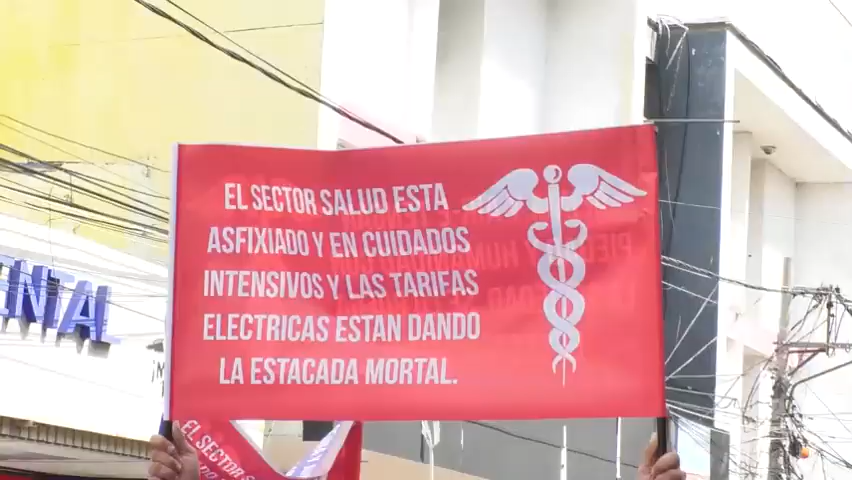 EL SECTOR SALUD ESTA
ASFIXIADO Y EN CUIDADOS
INTENSIVOS Y LAS TARIFAS
ELECTRICAS ESTAN DANDO
LA ESTACADA MORTAL.
NTAL
EL SECTOR S